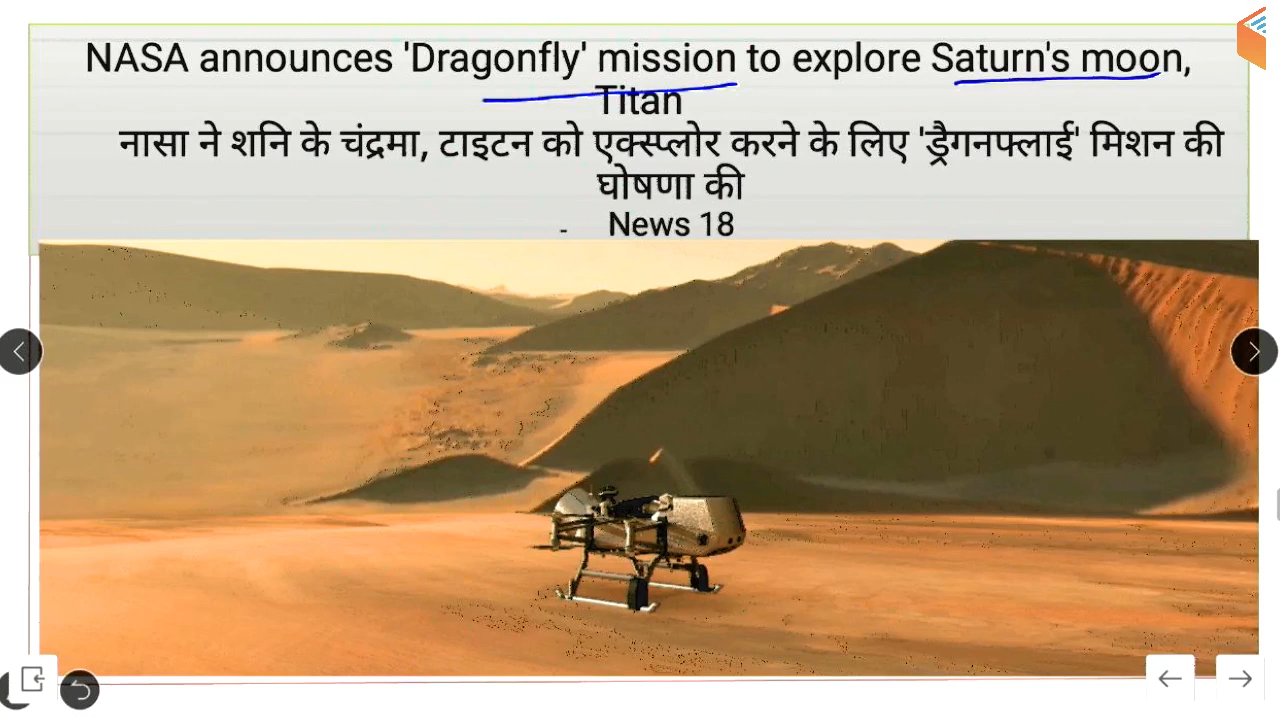 NASA announces 'Dragonfly' mission to explore Saturn's moon,
Titan
नासा ने शनि के चंद्रमा, टाइटन को एक्स्प्लोर करने के लिए 'ड्रैगनफ्लाई' मिशन की
घोषणा की
- News 18